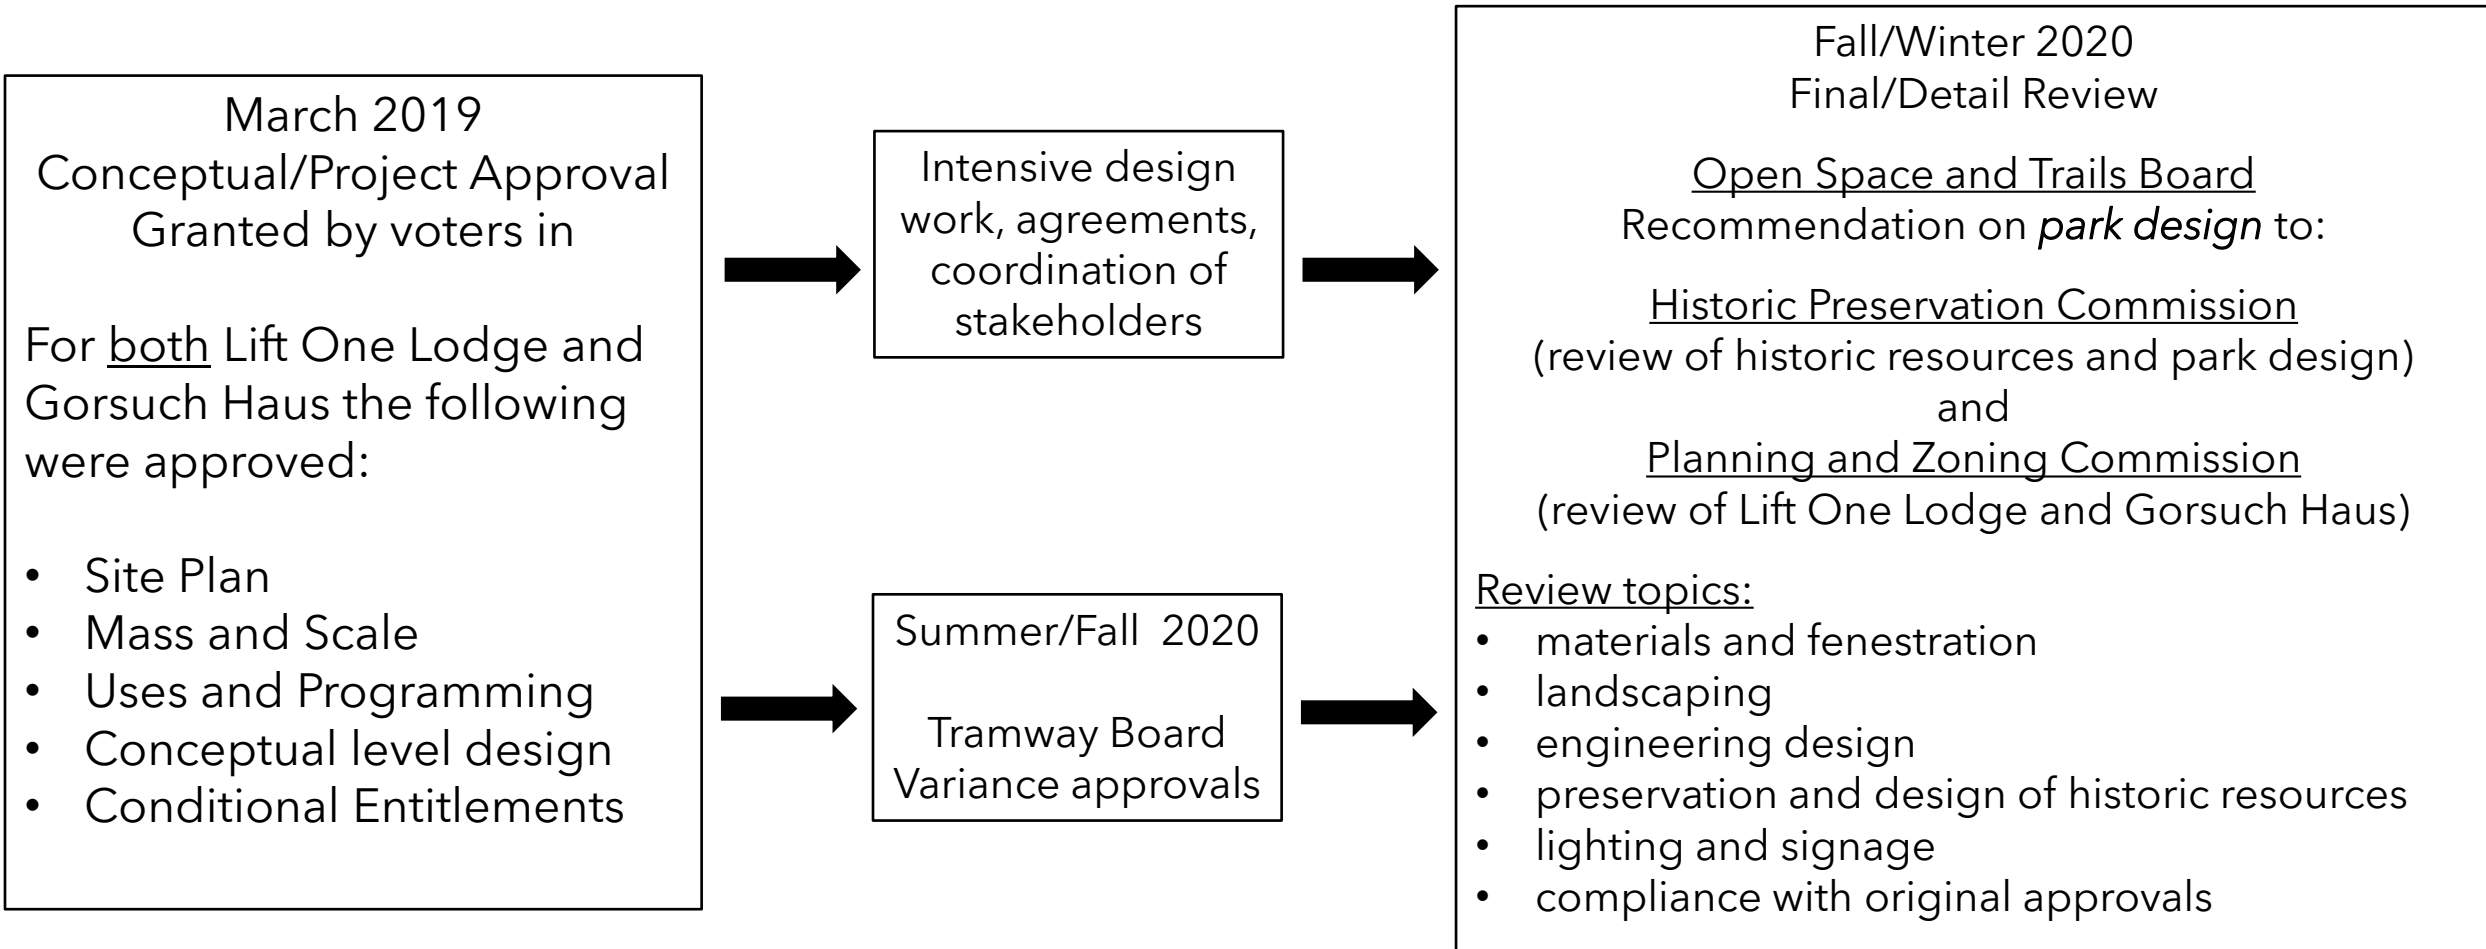 March 2019
Conceptual/Project Approval
Granted by voters in
For both Lift One Lodge and
Gorsuch Haus the following
were approved:
• Site Plan
• Mass and Scale
• Uses and Programming
• Conceptual level design
• Conditional Entitlements
Intensive design
work, agreements,
coordination of
stakeholders
Summer/Fall 2020
Tramway Board
Variance approvals
Fall/Winter 2020
Final/Detail Review
Open Space and Trails Board
Recommendation on park design to:
Historic Preservation Commission
(review of historic resources and park design)
and
Planning and Zoning Commission
(review of Lift One Lodge and Gorsuch Haus)
Review topics:
• materials and fenestration
• landscaping
• engineering design
• preservation and design of historic resources
• lighting and signage
• compliance with original approvals